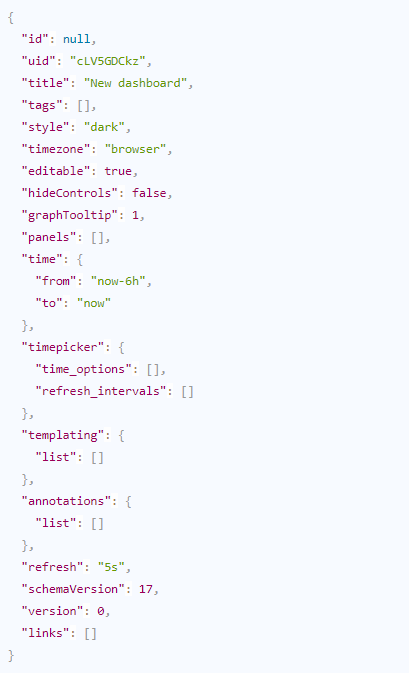 {
  "id": null,
  "uid": "cLV5GDCkz",
  "title": "New dashboard",
  "tags": [],
  "style": "dark",
  "timezone": "browser",
  "editable": true,
  "hideControls": false,
  "graphTooltip": 1,
  "panels": [],
  "time": {
    "from": "now-6h",
    "to": "now"
  },
  "timepicker": {
    "time_options": [],
    "refresh_intervals": []
  },
  "templating": {
    "list": []
  },
  "annotations": {
    "list": []
  },
  "refresh": "5s",
  "schemaVersion": 17,
  "version": 0,
  "links": []
}